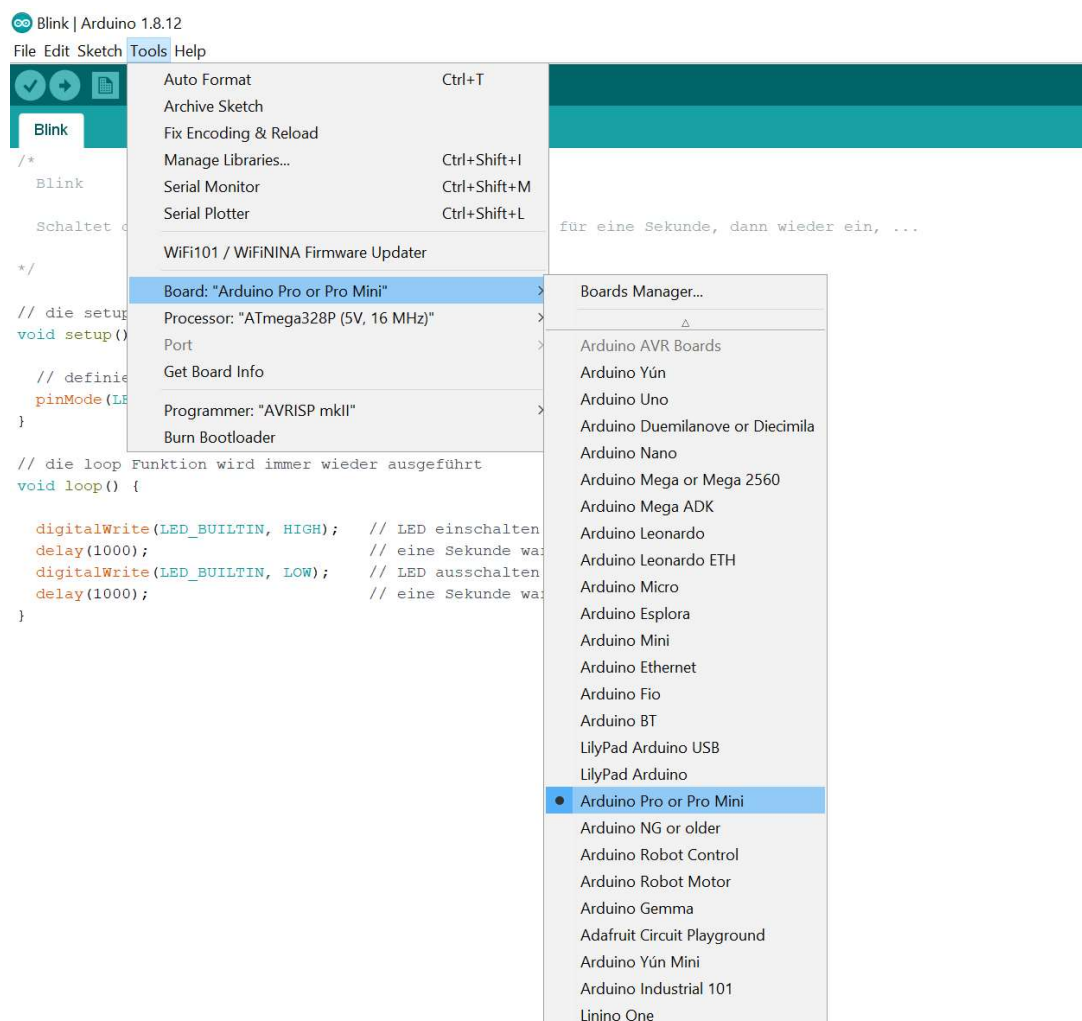 Blink | Arduino 1.8.12
File Edit Sketch Tools Help
Auto Format Ctrl+T
Archive Sketch
Fix Encoding & Reload
Manage Libraries... Ctrl+Shift+I
Serial Monitor Ctrl+Shift+M
Serial Plotter Ctrl+Shift+L
WiFi101 / WiFiNINA Firmware Updater
Board: "Arduino Pro or Pro Mini"
Processor: "ATmega328P (5V, 16 MHz)"
Port
Get Board Info
Programmer: "AVRISP mkII"
Burn Bootloader
Boards Manager...
Arduino AVR Boards
Arduino Yún
Arduino Uno
Arduino Duemilanove or Diecimila
Arduino Nano
Arduino Mega or Mega 2560
Arduino Mega ADK
Arduino Leonardo
Arduino Leonardo ETH
Arduino Micro
Arduino Esplora
Arduino Mini
Arduino Ethernet
Arduino Fio
Arduino BT
LilyPad Arduino USB
LilyPad Arduino
Arduino Pro or Pro Mini
Arduino NG or older
Arduino Robot Control
Arduino Robot Motor
Arduino Gemma
Adafruit Circuit Playground
Arduino Yún Mini
Arduino Industrial 101
Linino One
Blink
/*
Blink
Schaltet für eine Sekunde, dann wieder ein, ...
*/
// die setup
void setup()
// definie
pinMode(LE
}
// die loop Funktion wird immer wieder ausgeführt
void loop() {
digitalWrite(LED_BUILTIN, HIGH); // LED einschalten
delay(1000); // eine Sekunde wa
digitalWrite(LED_BUILTIN, LOW); // LED ausschalten
delay(1000); // eine Sekunde wa
}